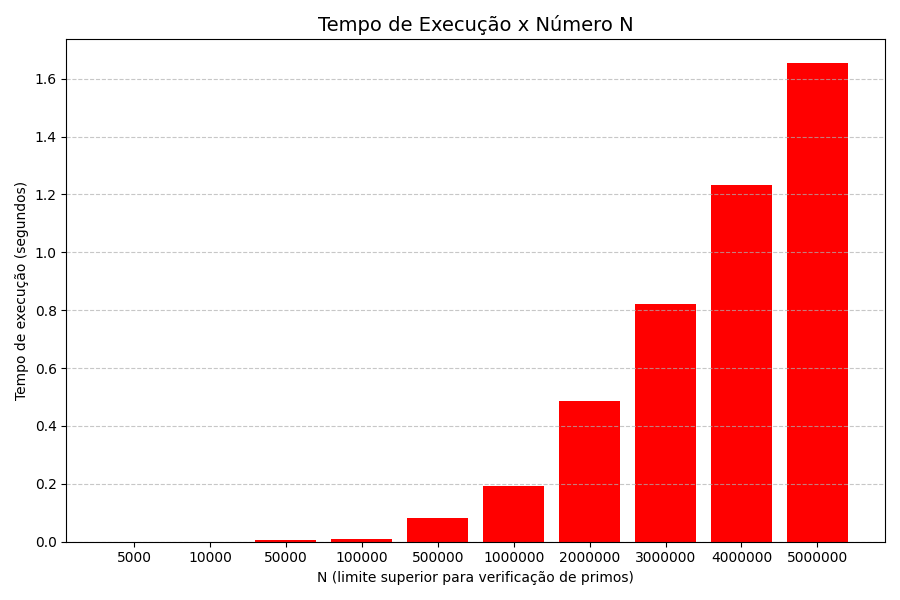 Tempo de Execução x Número N
Tempo de execução (segundos)
1.6
1.4
1.2
1.0
0.8
0.6
0.4
0.2
0.0
5000 10000 50000 100000 500000 1000000 2000000 3000000 4000000 5000000
N (limite superior para verificação de primos)